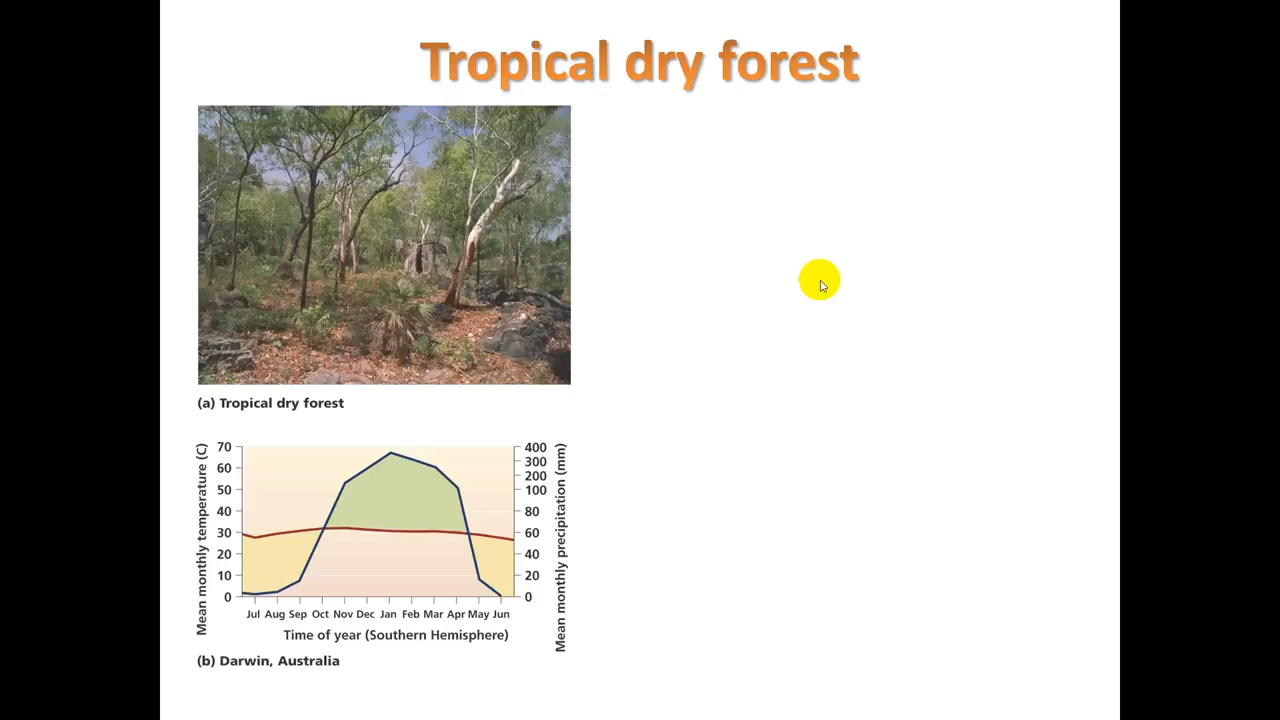 Tropical dry forest
(a) Tropical dry forest
Mean monthly temperature (C)
70
60
50
40
30
20
10
0
400
300
200
100
80
60
40
20
0
Mean monthly precipitation (mm)
Jul Aug Sep Oct Nov Dec Jan Feb Mar Apr May Jun
Time of year (Southern Hemisphere)
(b) Darwin, Australia